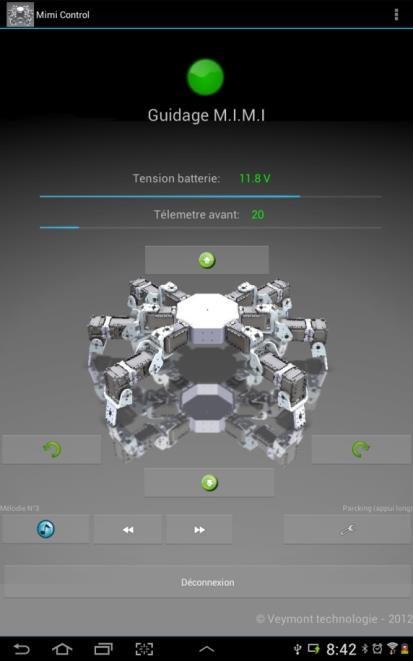 Mimi Control
Guidage M.I.M.I
Tension batterie: 11.8 V
Télemetre avant: 20
Mélodie N°3
Parcking (appui long)
Déconnexion
© Veymont technologie - 2012
8:42